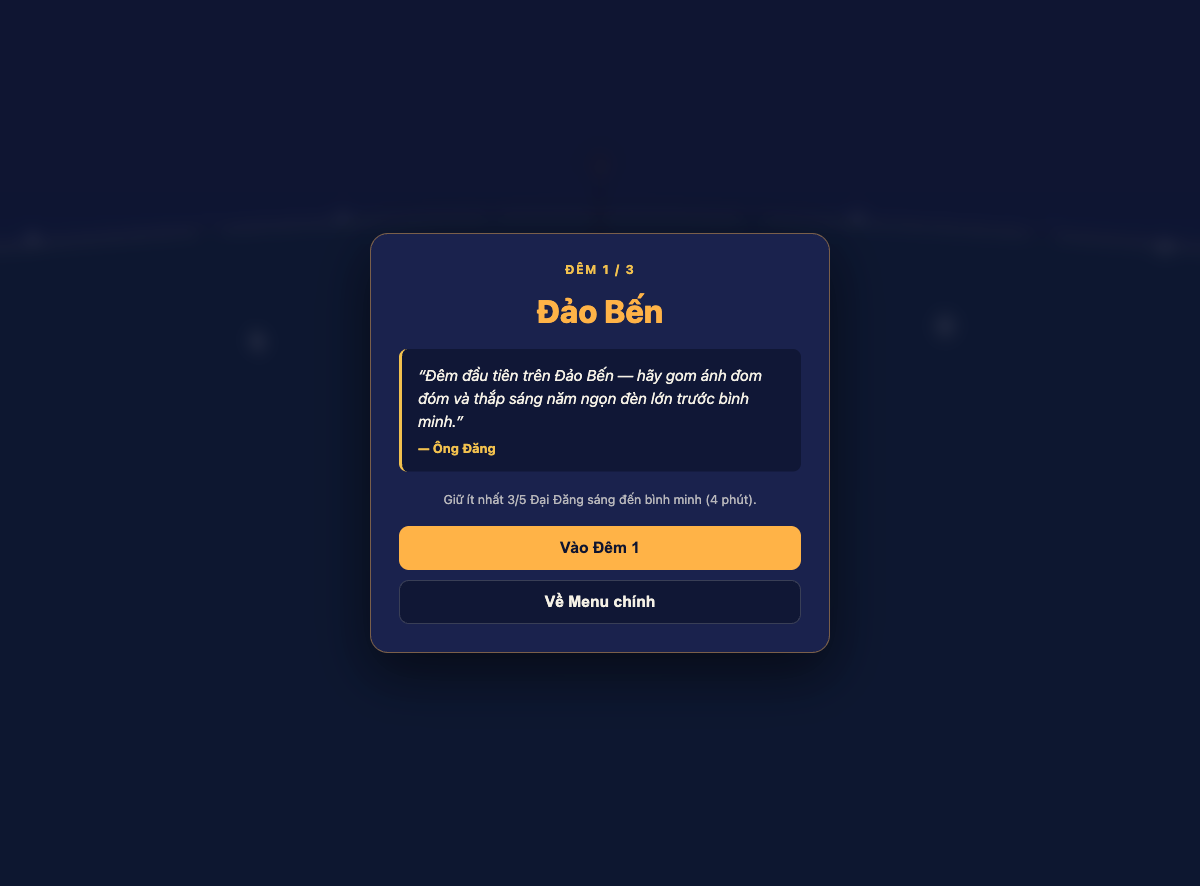 ĐÊM 1 / 3
Đảo Bến
“Đêm đầu tiên trên Đảo Bến — hãy gom ánh đom
đóm và thắp sáng năm ngọn đèn lớn trước bình
minh.”
— Ông Đăng
Giữ ít nhất 3/5 Đại Đăng sáng đến bình minh (4 phút).
Vào Đêm 1
Về Menu chính